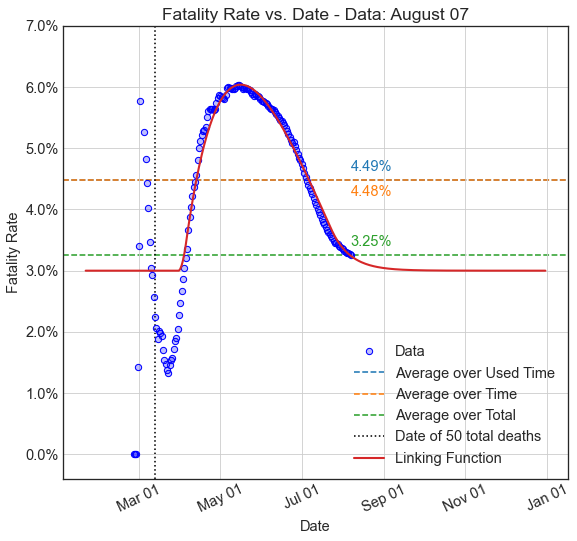 Fatality Rate vs. Date - Data: August 07
7.0%
6.0%
5.0%
4.0%
3.0%
2.0%
1.0%
0.0%
Fatality Rate
4.49%
4.48%
3.25%
Data
Average over Used Time
Average over Time
Average over Total
Date of 50 total deaths
Linking Function
Mar 01
May 01
Jul 01
Sep 01
Nov 01
Jan 01
Date